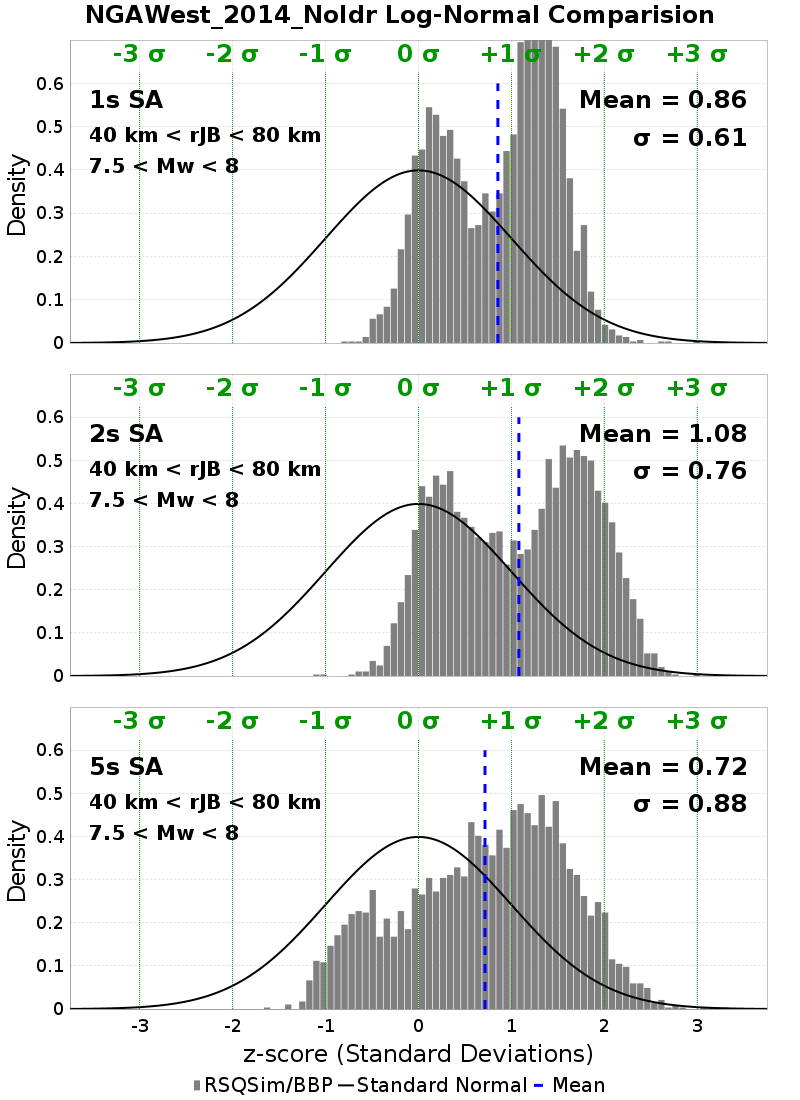 NGAWest_2014_NoIdr Log-Normal Comparision
-3 σ -2 σ -1 σ 0 σ +1 σ +2 σ +3 σ
1s SA
40 km < rJB < 80 km
7.5 < Mw < 8
Mean = 0.86
σ = 0.61
Density
0.6
0.5
0.4
0.3
0.2
0.1
0
-3 σ -2 σ -1 σ 0 σ +1 σ +2 σ +3 σ
2s SA
40 km < rJB < 80 km
7.5 < Mw < 8
Mean = 1.08
σ = 0.76
Density
0.6
0.5
0.4
0.3
0.2
0.1
0
-3 σ -2 σ -1 σ 0 σ +1 σ +2 σ +3 σ
5s SA
40 km < rJB < 80 km
7.5 < Mw < 8
Mean = 0.72
σ = 0.88
Density
0.6
0.5
0.4
0.3
0.2
0.1
0
-3 -2 -1 0 1 2 3
z-score (Standard Deviations)
RSQSim/BBP Standard Normal Mean